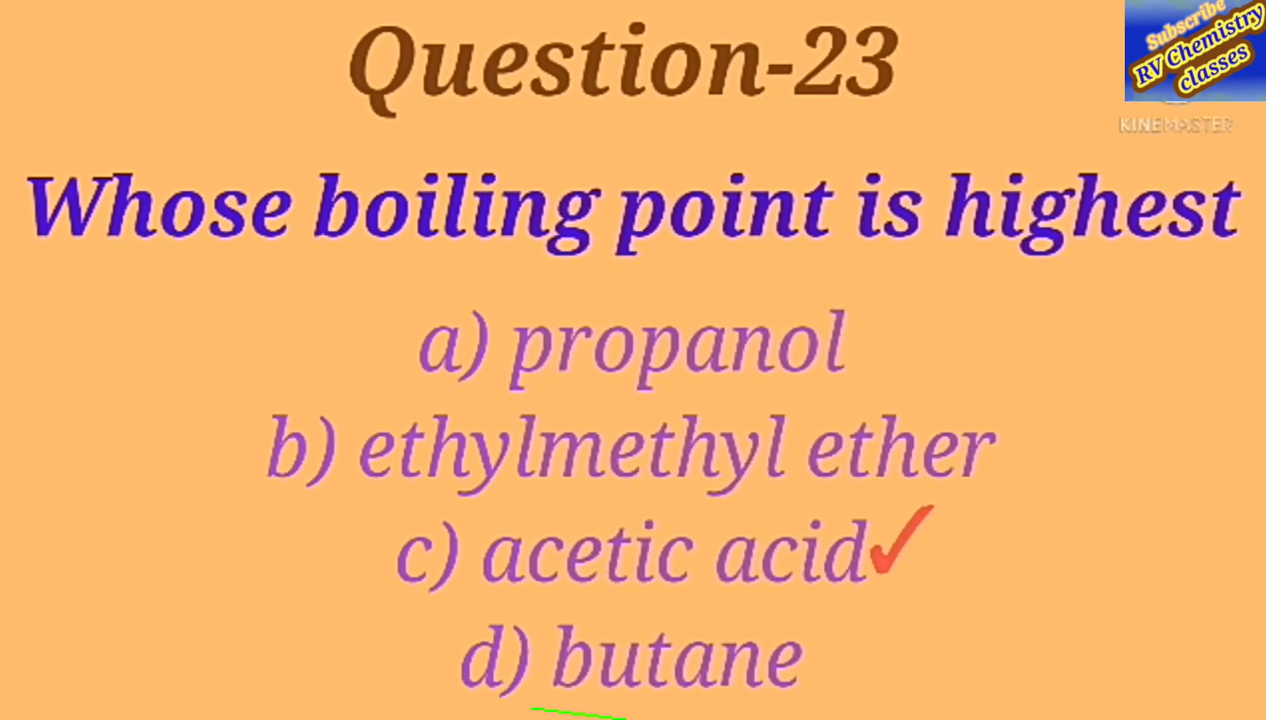 Question-23
Subscribe
RV Chemistry
classes
KINEMASTER
Whose boiling point is highest
a) propanol
b) ethylmethyl ether
c) acetic acid✓
d) butane